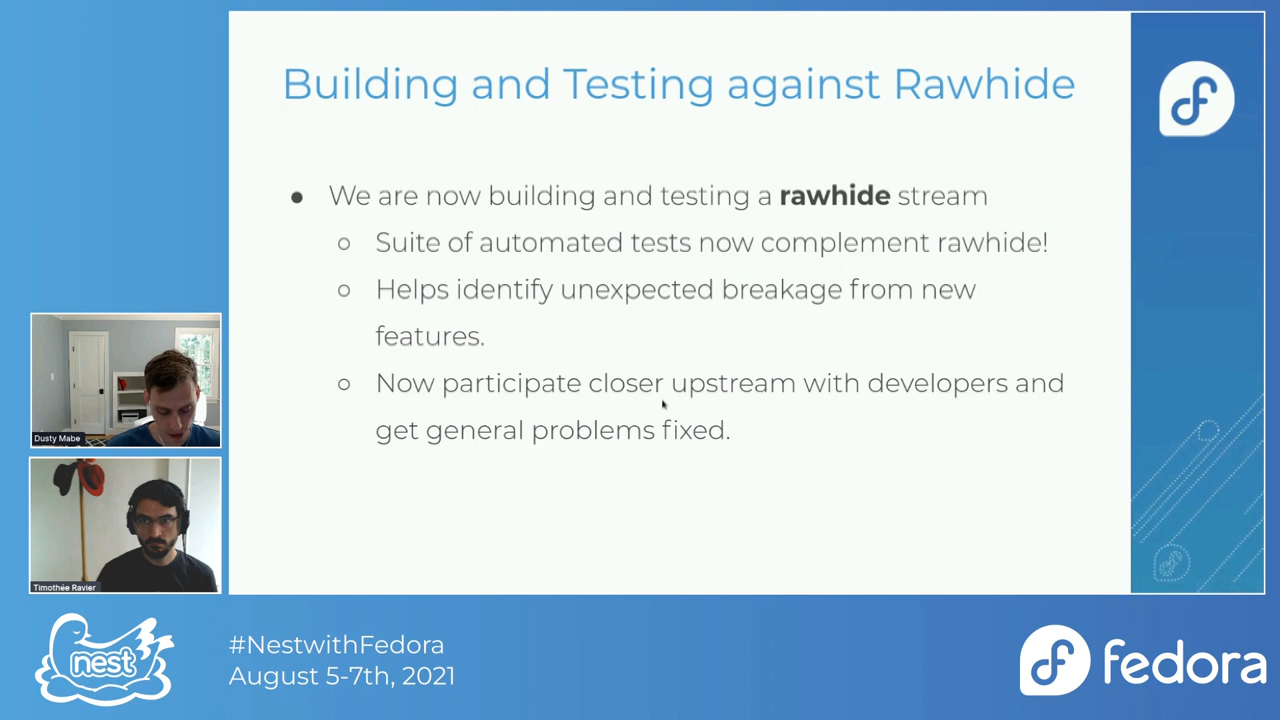 Building and Testing against Rawhide
● We are now building and testing a rawhide stream
○ Suite of automated tests now complement rawhide!
○ Helps identify unexpected breakage from new
features.
○ Now participate closer upstream with developers and
get general problems fixed.
Dusty Mabe
Timothée Ravier
nest
#NestwithFedora
August 5-7th, 2021
fedora